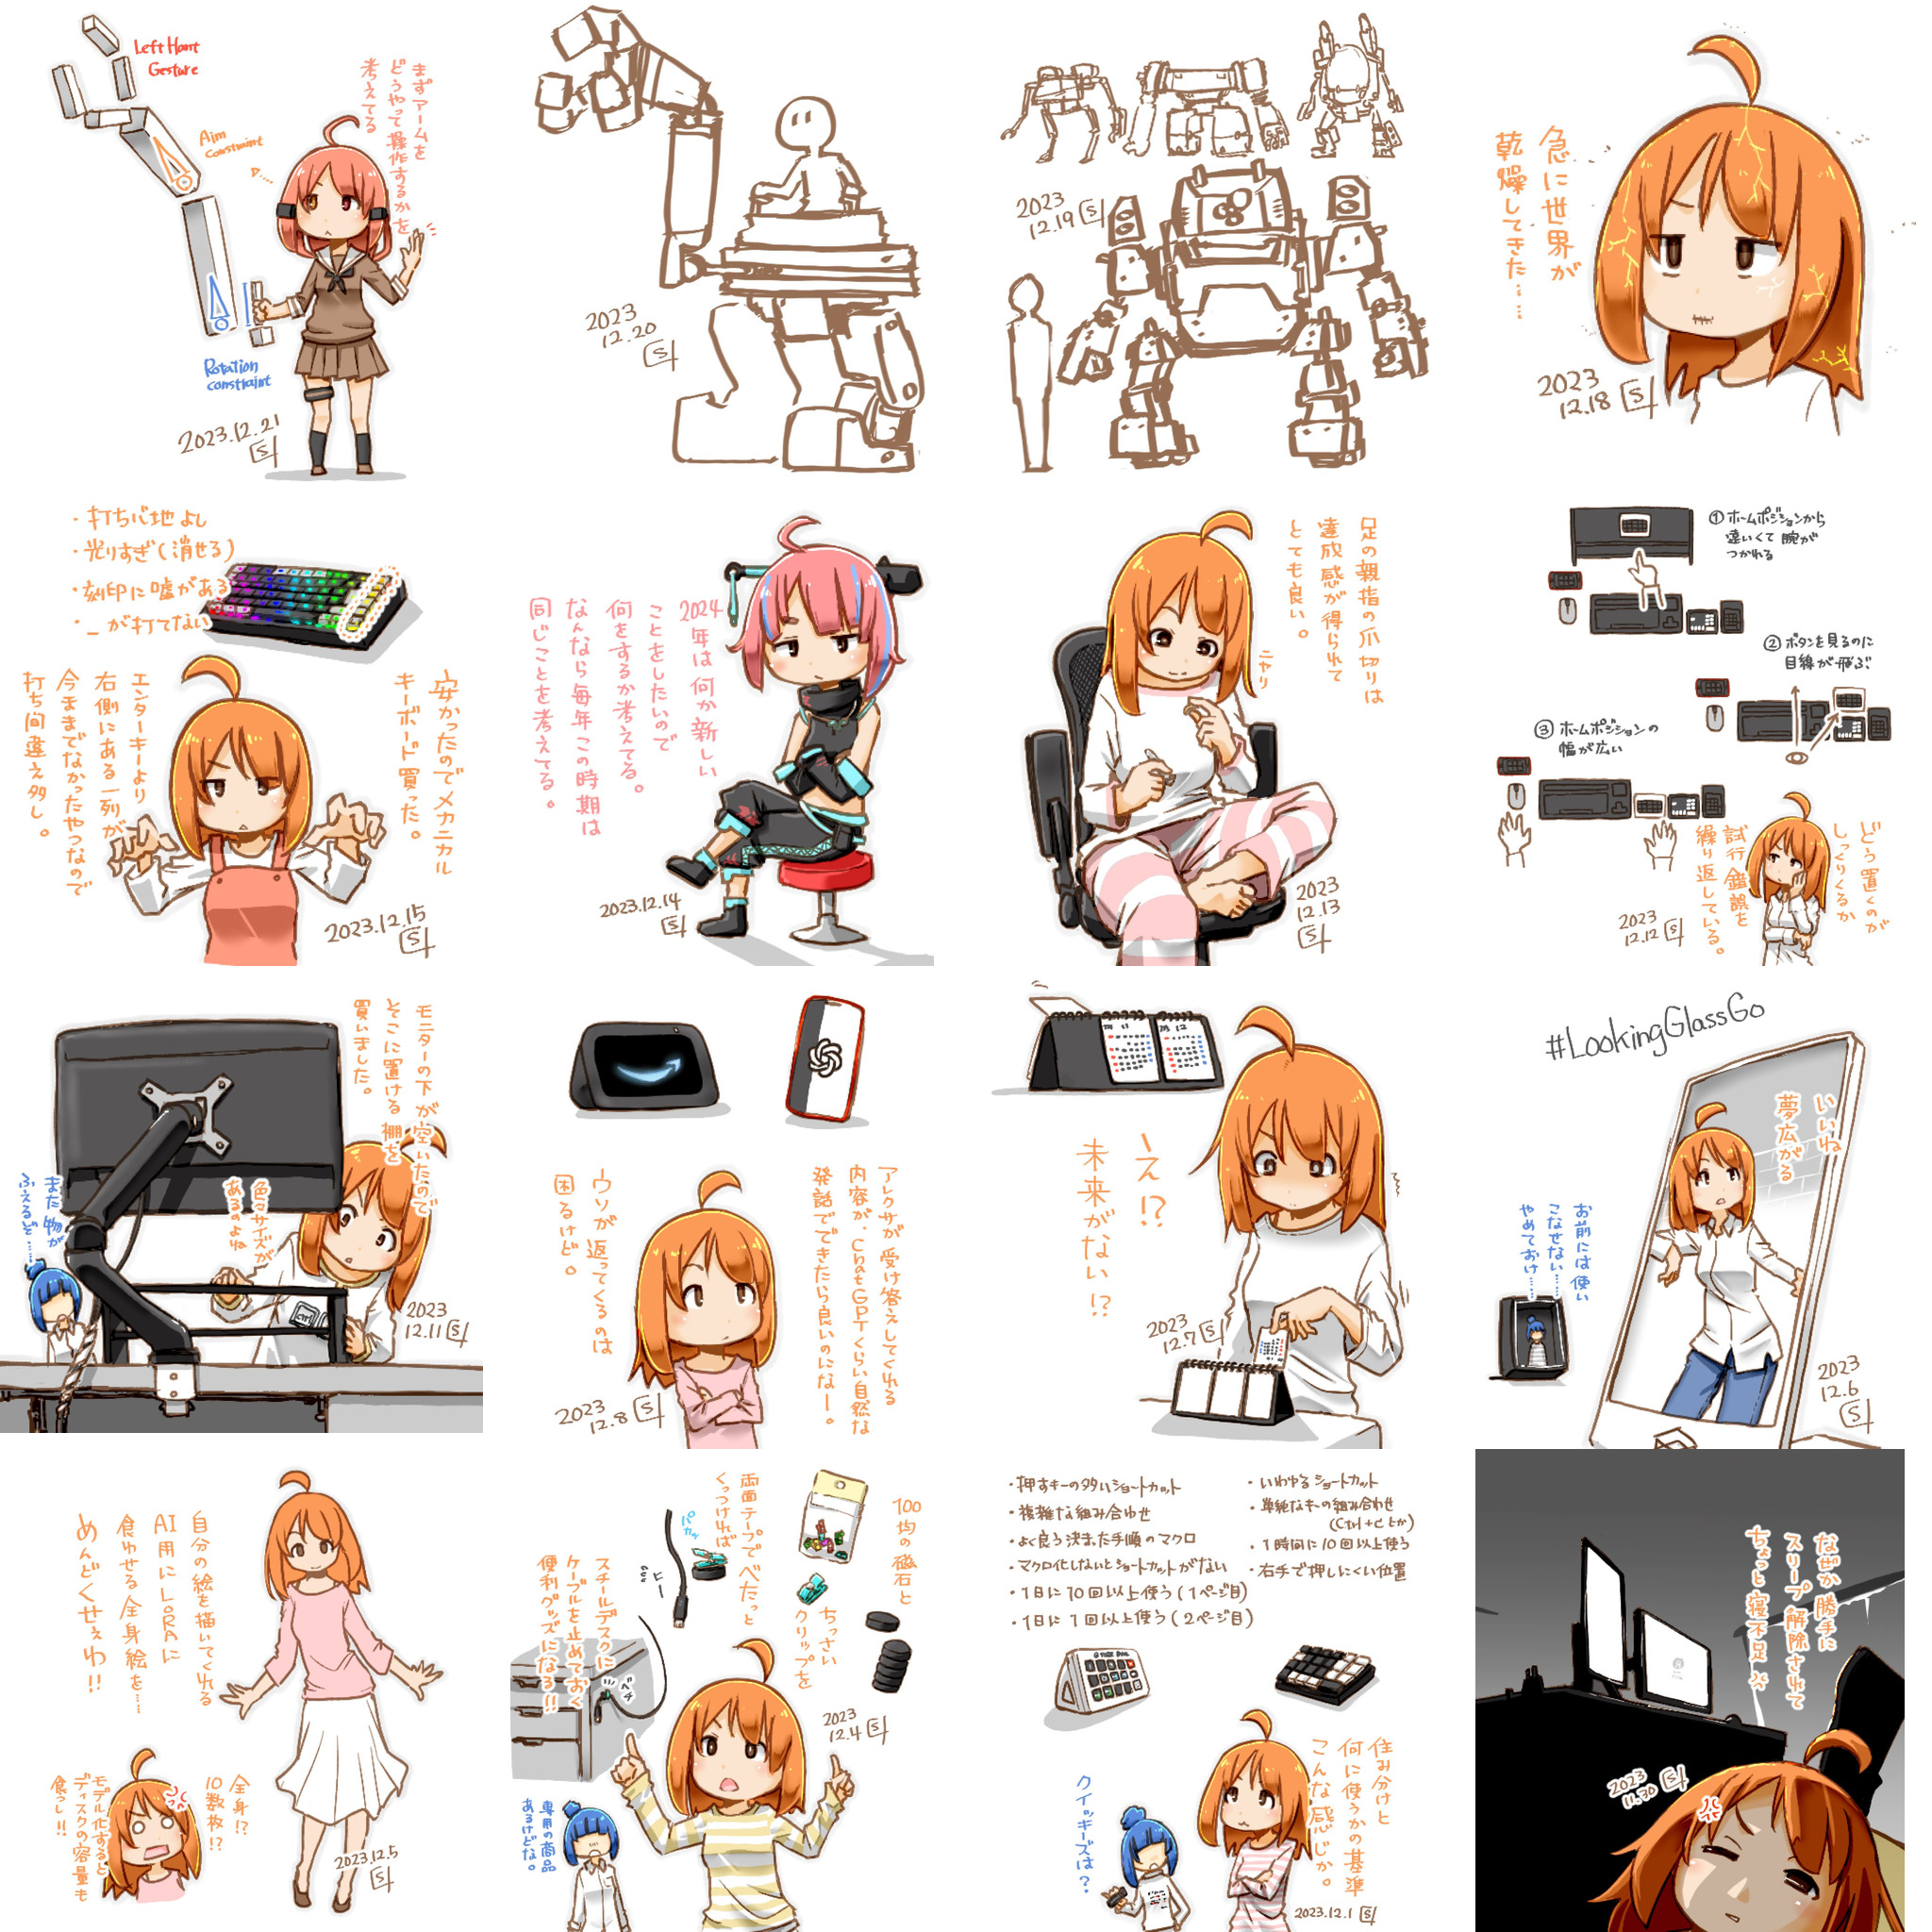 Left Hant
Gesture
まずアームを
どうやって操作するかを
考えてる
Aim
constraint
Rotation
constraint
2023.12.21
2023
12.20
2023
12.19
急に世界が
乾燥してきた……
2023
12.18
・打ち心地よし
・光りすぎ(消せる)
・刻印に嘘がある
・_が打てない
安かったのでメカニカル
キーボード買った。
エンターキーより
右側にある一列が
今までなかったやつなので
打ち間違え多し。
2023.12.15
2024年は何か新しい
ことをしたいので
何をするか考えてる。
なんなら毎年この時期は
同じことを考えてる。
2023.12.14
足の親指の爪切りは
達成感が得られて
とても良い。
ニヤリ
2023
12.13
①ホームポジションから
遠いくて腕が
つかれる
②ボタンを見るのに
目線が飛ぶ
③ホームポジションの
幅が広い
どう置くのが
しっくりくるか
試行錯誤を
繰り返している。
2023
12.12
モニターの下が空いたので
そこに置ける棚を
買いました。
色々サイズが
あるのよね
また物が
ふえるぞ……
Ctrl
2023
12.11
アレクサが受け答えしてくれる
内容が、ChatGPTくらい自然な
発話でできたら良いのになー。
ウソが返ってくるのは
困るけど。
2023
12.8
11
12
え!?
未来がない!?
2023
12.7
#LookingGlassGo
いいね
夢広がる
お前には使い
こなせない……
やめておけ……
2023
12.6
自分の絵を描いてくれる
AI用にLoRAに
食わせる全身絵を……
めんどくせぇわ!!
全身!?
10数枚!?
モデル化すると
ディスクの容量も
食うし!!
2023.12.5
100均の磁石と
ちっさい
クリップを
両面テープでべたっと
くっつければ
パカッ
スチールデスクに
ケーブルを止めておく
便利グッズになる!!
専用の商品
あるけどな。
2023
12.4
・押すキーの多いショートカット
・複雑な組み合わせ
・よく良う決まった手順のマクロ
・マクロ化しないとショートカットがない
・1日に10回以上使う(1ページ目)
・1日に1回以上使う(2ページ目)
・いわゆるショートカット
・単純なキーの組み合わせ
(Ctrl+Cとか)
・1時間に10回以上使う
・右手で押しにくい位置
住み分けと
何に使うかの基準
こんな感じか。
クイッキーズは?
2023.12.1
なぜか勝手に
スリープ解除されて
ちょっと寝不足
2023
11.30